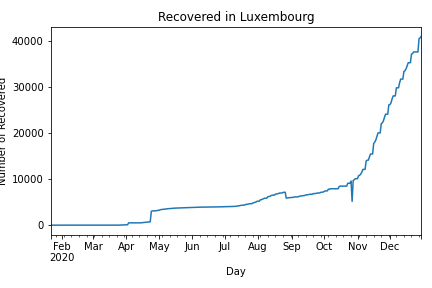 Recovered in Luxembourg
Number of Recovered
40000
30000
20000
10000
0
Feb Mar Apr May Jun Jul Aug Sep Oct Nov Dec
2020
Day